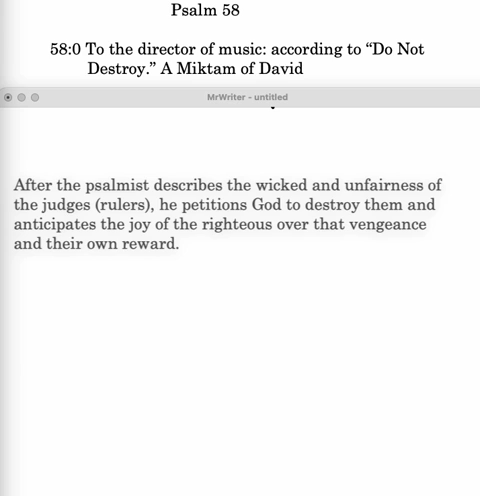 Psalm 58
58:0 To the director of music: according to “Do Not
Destroy.” A Miktam of David
MrWriter - untitled
After the psalmist describes the wicked and unfairness of
the judges (rulers), he petitions God to destroy them and
anticipates the joy of the righteous over that vengeance
and their own reward.